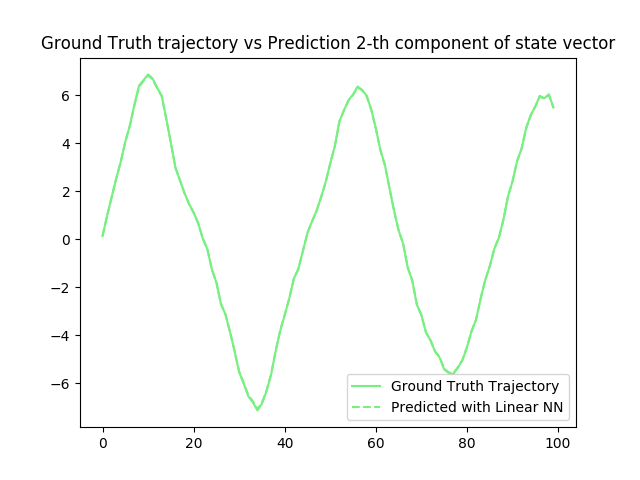 Ground Truth trajectory vs Prediction 2-th component of state vector
6
4
2
0
−2
−4
−6
0 20 40 60 80 100
Ground Truth Trajectory
Predicted with Linear NN